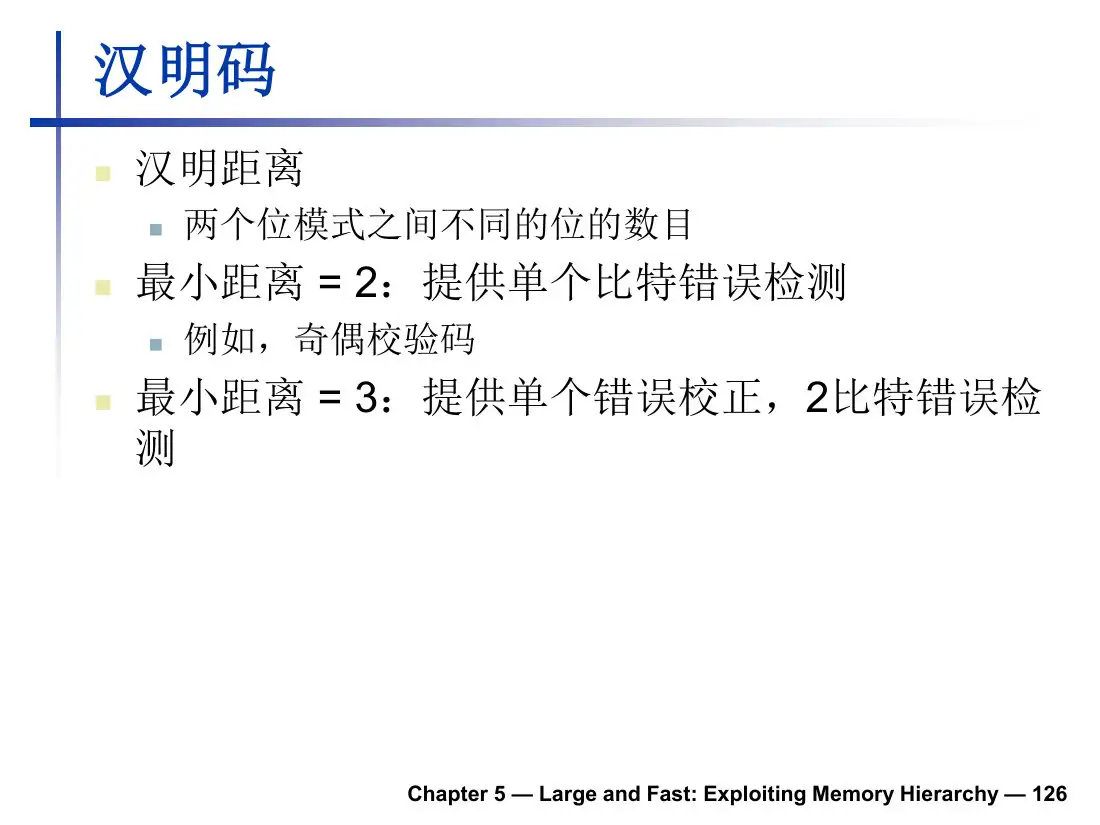 汉明码
汉明距离
两个位模式之间不同的位的数目
最小距离 = 2：提供单个比特错误检测
例如，奇偶校验码
最小距离 = 3：提供单个错误校正，2比特错误检
测
Chapter 5 — Large and Fast: Exploiting Memory Hierarchy — 126